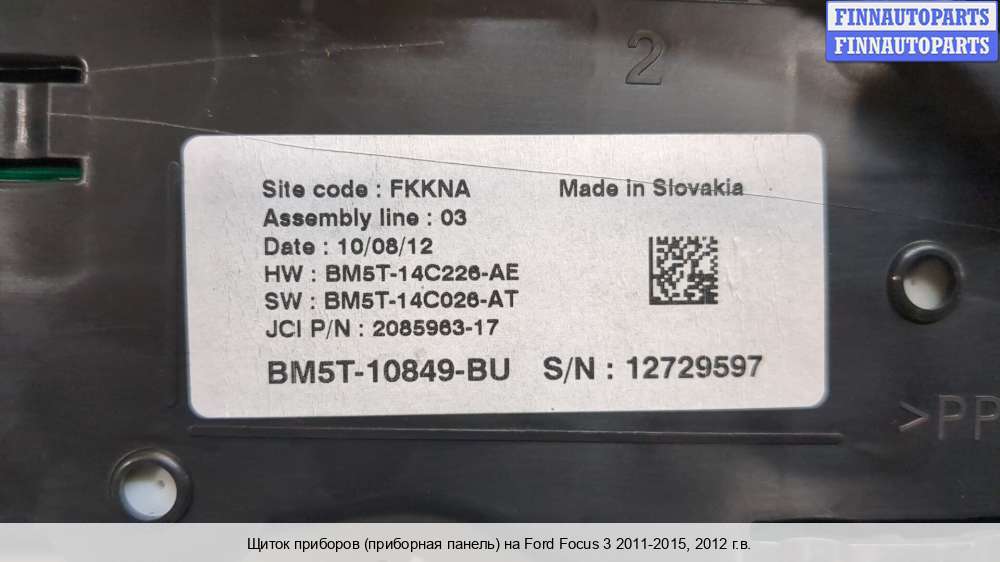 FINNAUTOPARTS
FINNAUTOPARTS
2
Site code : FKKNA Made in Slovakia
Assembly line : 03
Date : 10/08/12
HW : BM5T-14C226-AE
SW : BM5T-14C026-AT
JCI P/N : 2085963-17
BM5T-10849-BU S/N : 12729597
>PP
Щиток приборов (приборная панель) на Ford Focus 3 2011-2015, 2012 г.в.